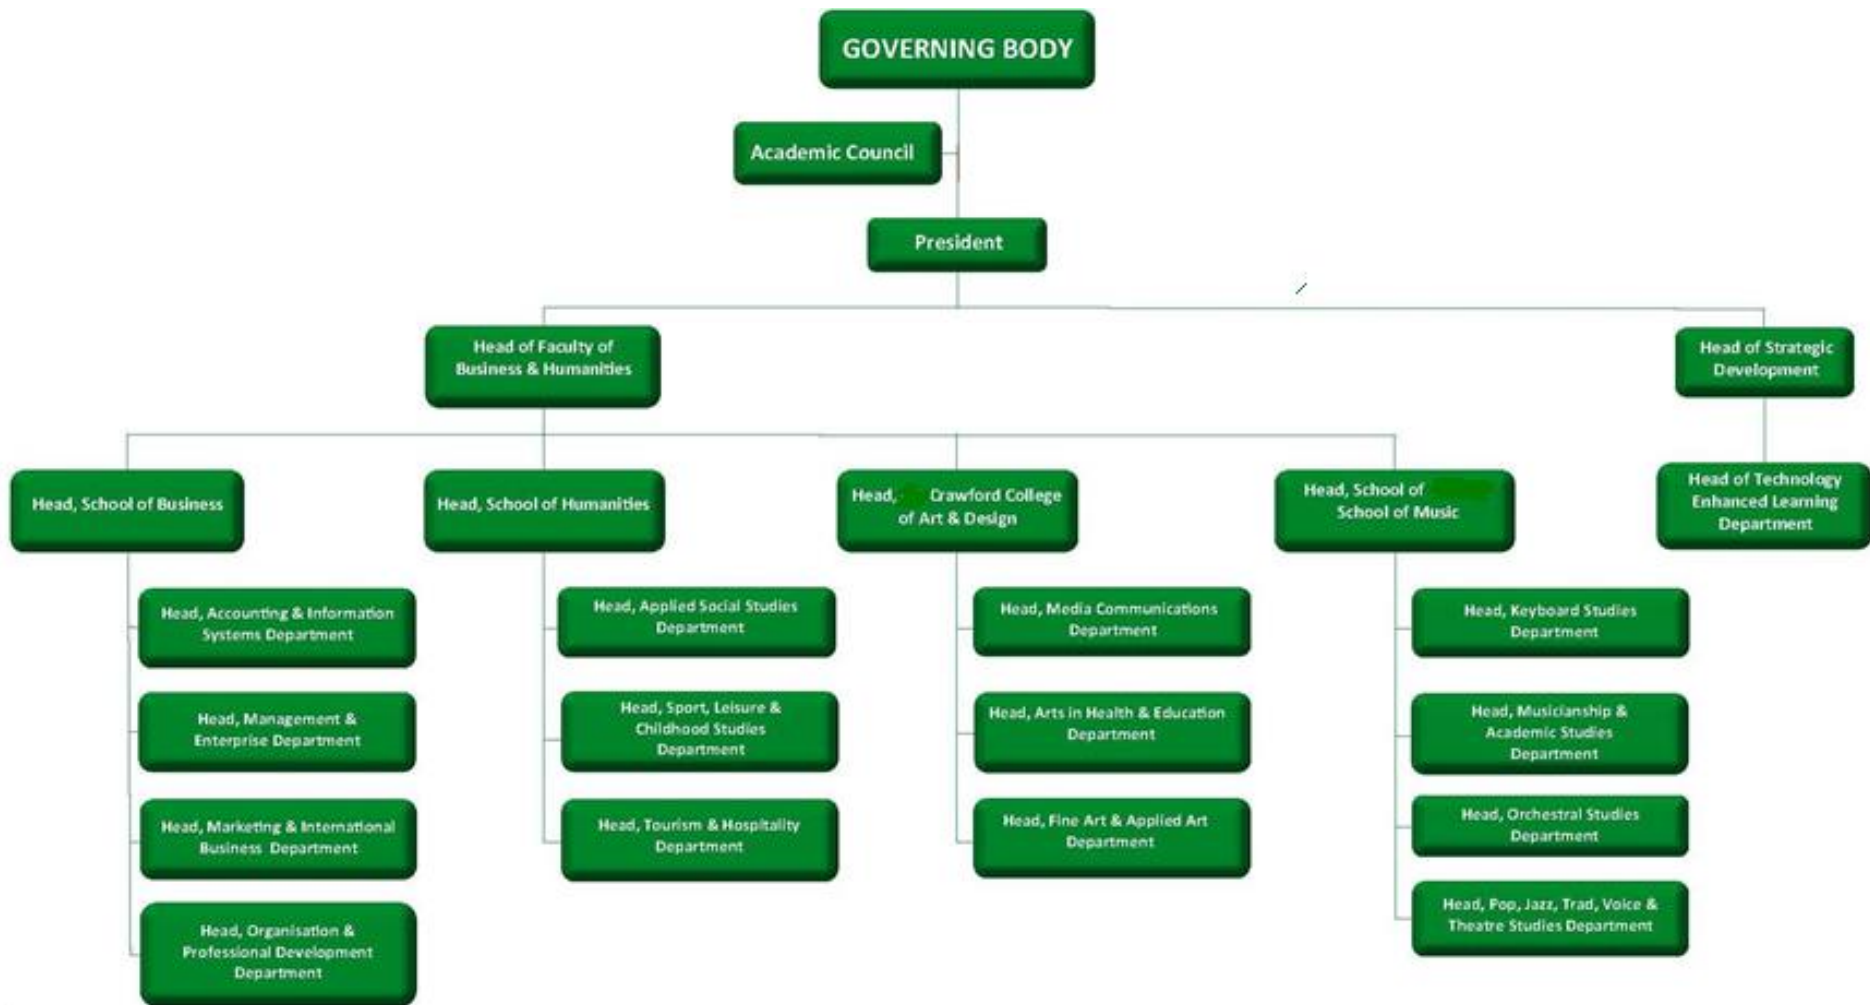 GOVERNING BODY
Academic Council
President
Head of Faculty of
Business & Humanities
Head of Strategic
Development
Head, School of Business
Head, School of Humanities
Head, Crawford College
of Art & Design
Head, School of
School of Music
Head of Technology
Enhanced Learning
Department
Head, Accounting & Information
Systems Department
Head, Management &
Enterprise Department
Head, Marketing & International
Business Department
Head, Organisation &
Professional Development
Department
Head, Applied Social Studies
Department
Head, Sport, Leisure &
Childhood Studies
Department
Head, Tourism & Hospitality
Department
Head, Media Communications
Department
Head, Arts in Health & Education
Department
Head, Fine Art & Applied Art
Department
Head, Keyboard Studies
Department
Head, Musicianship &
Academic Studies
Department
Head, Orchestral Studies
Department
Head, Pop, Jazz, Trad, Voice &
Theatre Studies Department